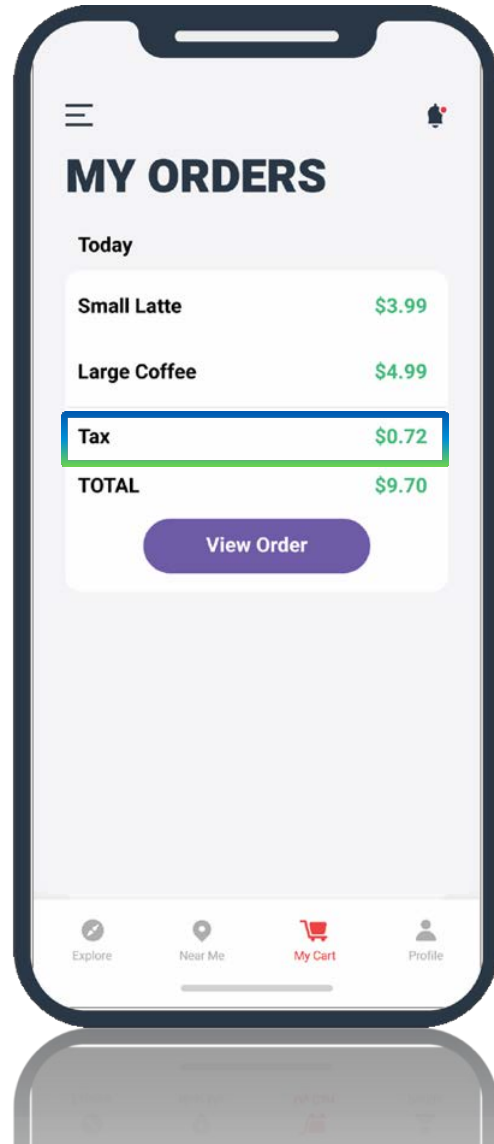 MY ORDERS
Today
Small Latte $3.99
Large Coffee $4.99
Tax $0.72
TOTAL $9.70
View Order
Explore Near Me My Cart Profile